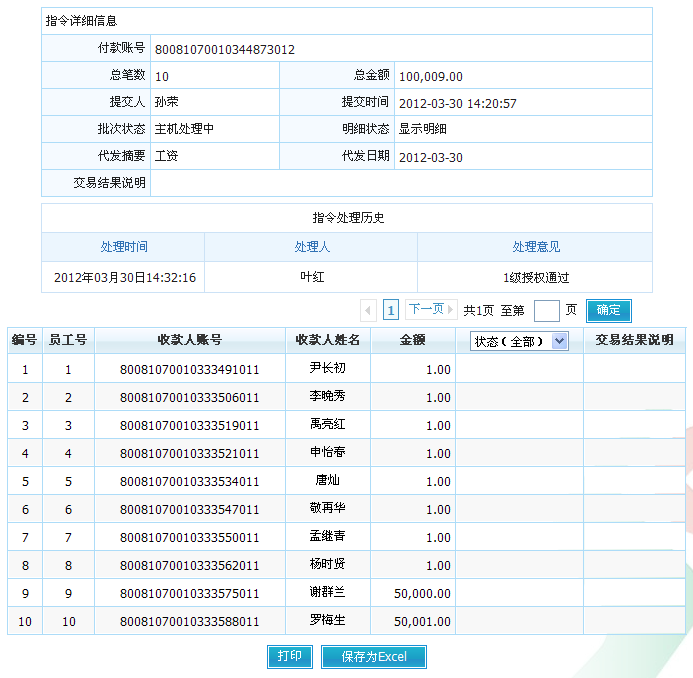 指令详细信息
付款账号 80081070010344873012
总笔数 10 总金额 100,009.00
提交人 孙荣 提交时间 2012-03-30 14:20:57
批次状态 主机处理中 明细状态 显示明细
代发摘要 工资 代发日期 2012-03-30
交易结果说明
指令处理历史
处理时间 处理人 处理意见
2012年03月30日14:32:16 叶红 1级授权通过
1 下一页 共1页 至第 页 确定
编号 员工号 收款人账号 收款人姓名 金额 状态（全部） 交易结果说明
1 1 80081070010333491011 尹长初 1.00
2 2 80081070010333506011 李晚秀 1.00
3 3 80081070010333519011 禹亮红 1.00
4 4 80081070010333521011 申怡春 1.00
5 5 80081070010333534011 唐灿 1.00
6 6 80081070010333547011 敬再华 1.00
7 7 80081070010333550011 孟继青 1.00
8 8 80081070010333562011 杨时贤 1.00
9 9 80081070010333575011 谢群兰 50,000.00
10 10 80081070010333588011 罗梅生 50,001.00
打印 保存为Excel